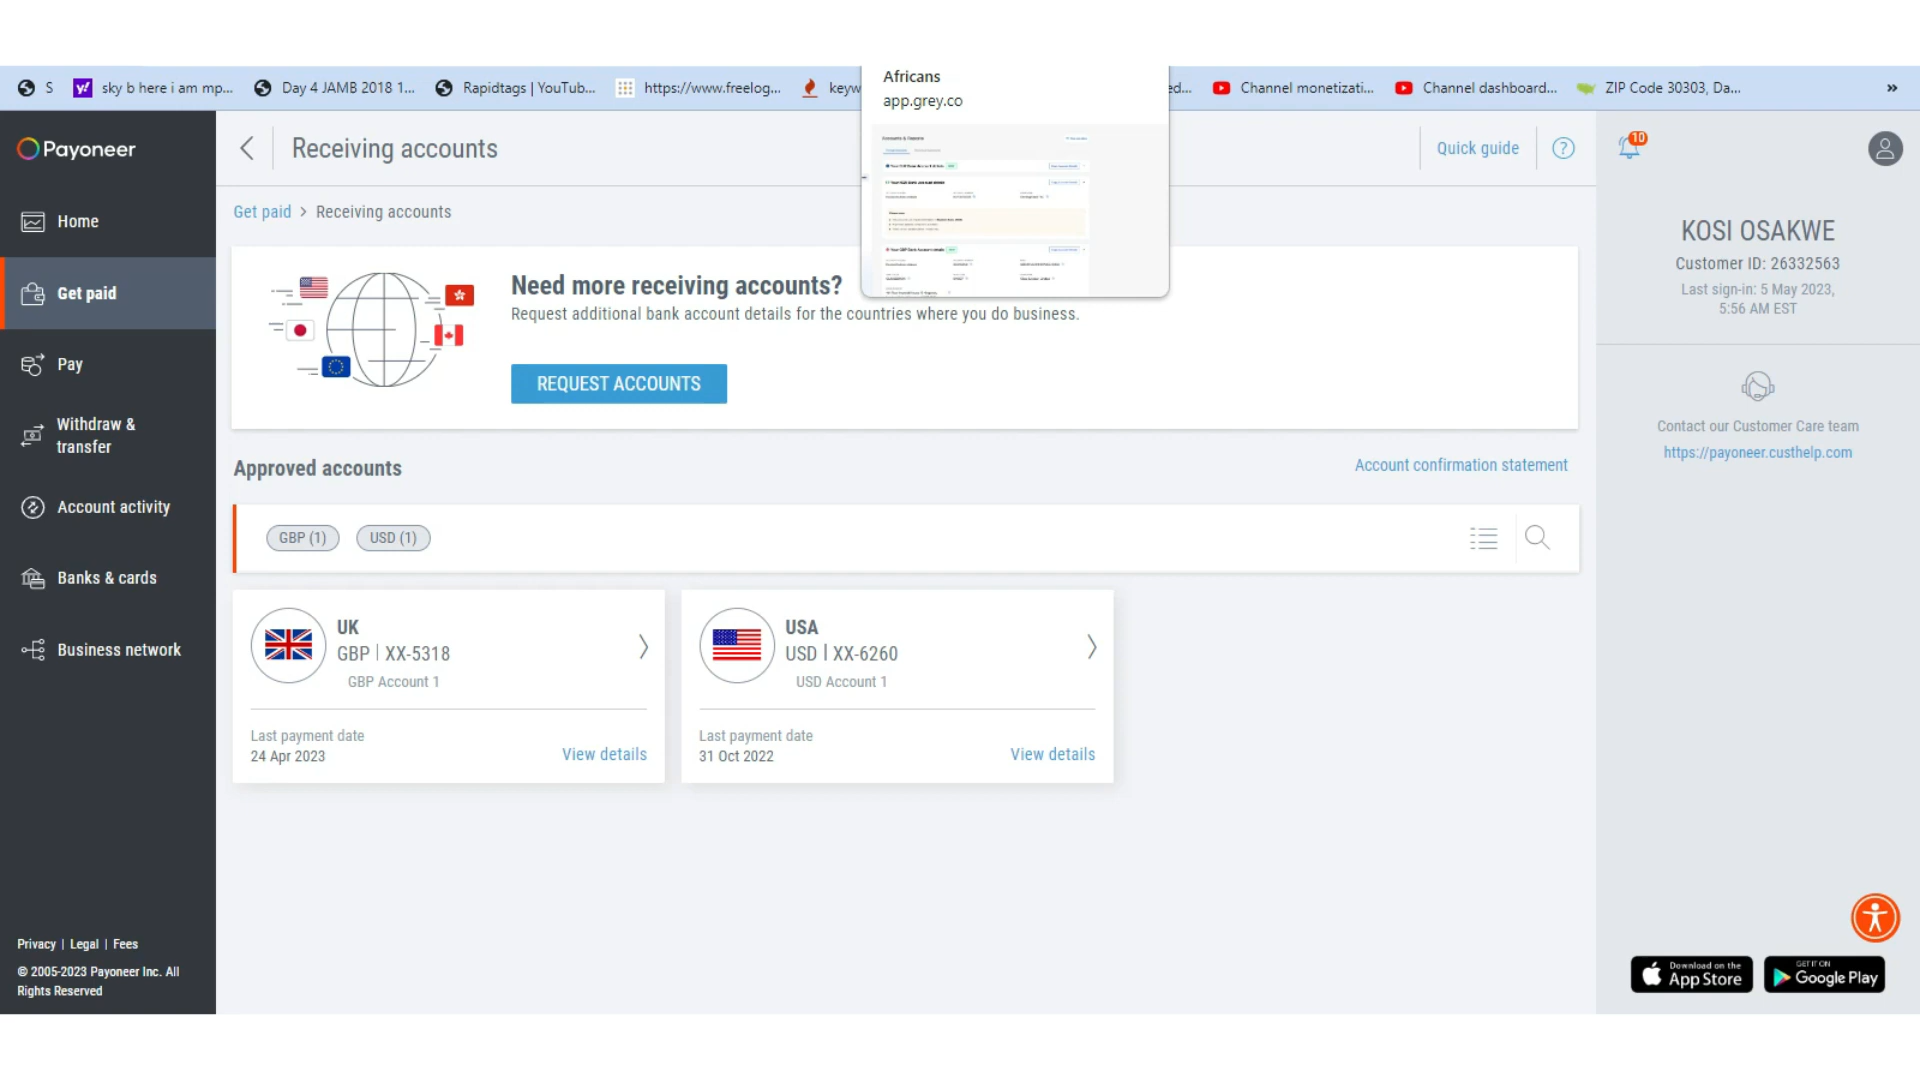 S
sky b here i am mp...
Day 4 JAMB 2018 1...
Rapidtags | YouTub...
https://www.freelog...
keyw
Africans
app.grey.co
ed...
Channel monetizati...
Channel dashboard...
ZIP Code 30303, Da...
»
Payoneer
Receiving accounts
Quick guide
?
10
Home
Get paid
Pay
Withdraw &
transfer
Account activity
Banks & cards
Business network
Privacy | Legal | Fees
© 2005-2023 Payoneer Inc. All
Rights Reserved
Get paid > Receiving accounts
Need more receiving accounts?
Request additional bank account details for the countries where you do business.
REQUEST ACCOUNTS
Approved accounts
Account confirmation statement
GBP (1)
USD (1)
UK
GBP | XX-5318
GBP Account 1
Last payment date
24 Apr 2023
View details
USA
USD | XX-6260
USD Account 1
Last payment date
31 Oct 2022
View details
KOSI OSAKWE
Customer ID: 26332563
Last sign-in: 5 May 2023,
5:56 AM EST
Contact our Customer Care team
https://payoneer.custhelp.com
Download on the
App Store
GET IT ON
Google Play